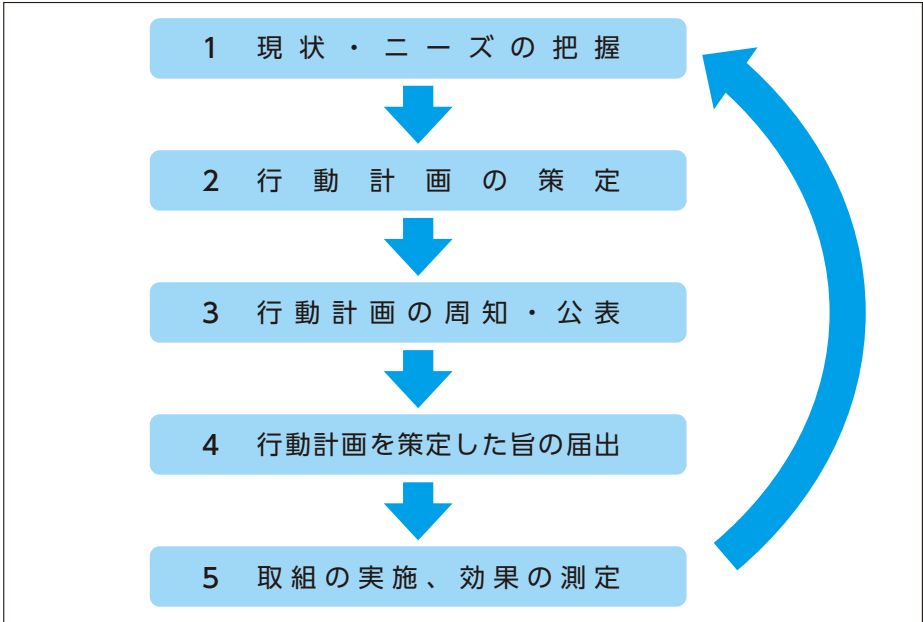 1 現状・ニーズの把握
2 行動計画の策定
3 行動計画の周知・公表
4 行動計画を策定した旨の届出
5 取組の実施、効果の測定